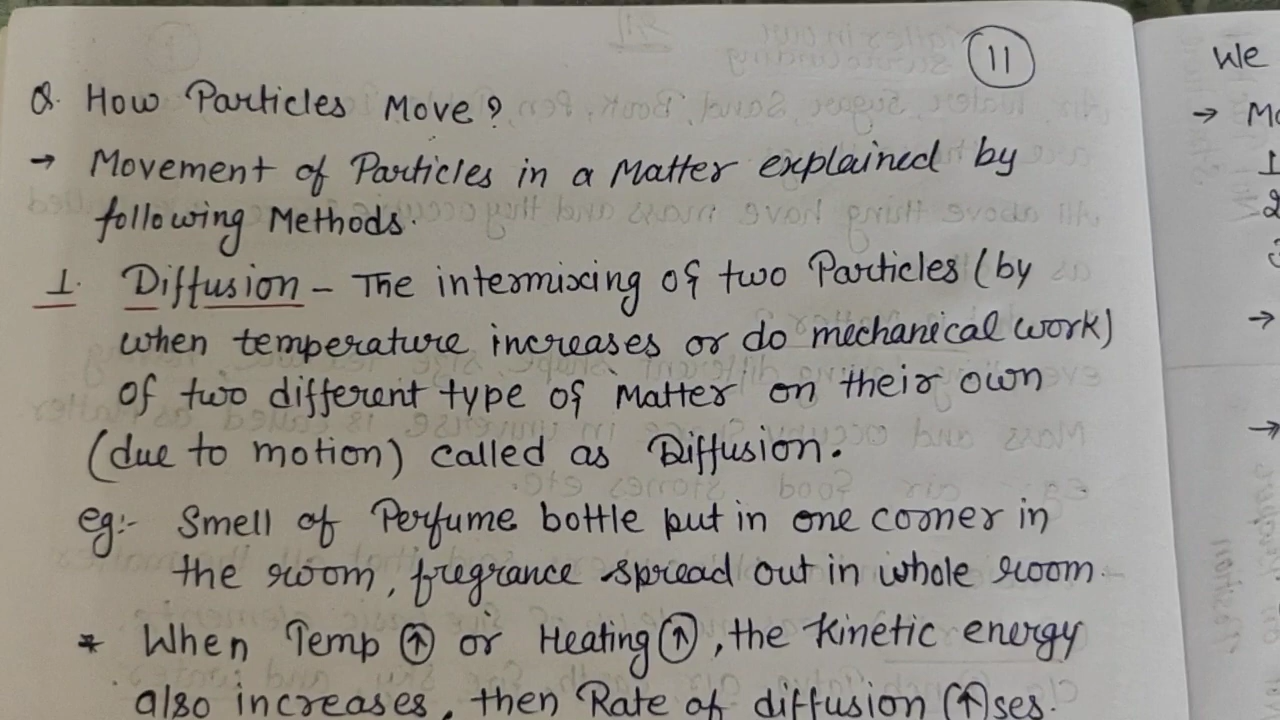 11
Q. How Particles Move?
→ Movement of Particles in a Matter explained by
following Methods.
1. Diffusion – The intermixing of two Particles (by
when temperature increases or do mechanical work)
of two different type of Matter on their own
(due to motion) called as Diffusion.
eg:- Smell of Perfume bottle put in one corner in
the room, fregrance spread out in whole room.
* When Temp ↑ or Heating ↑, the kinetic energy
also increases, then Rate of diffusion (↑)ses.
We
→ Mo
1
2
→
→